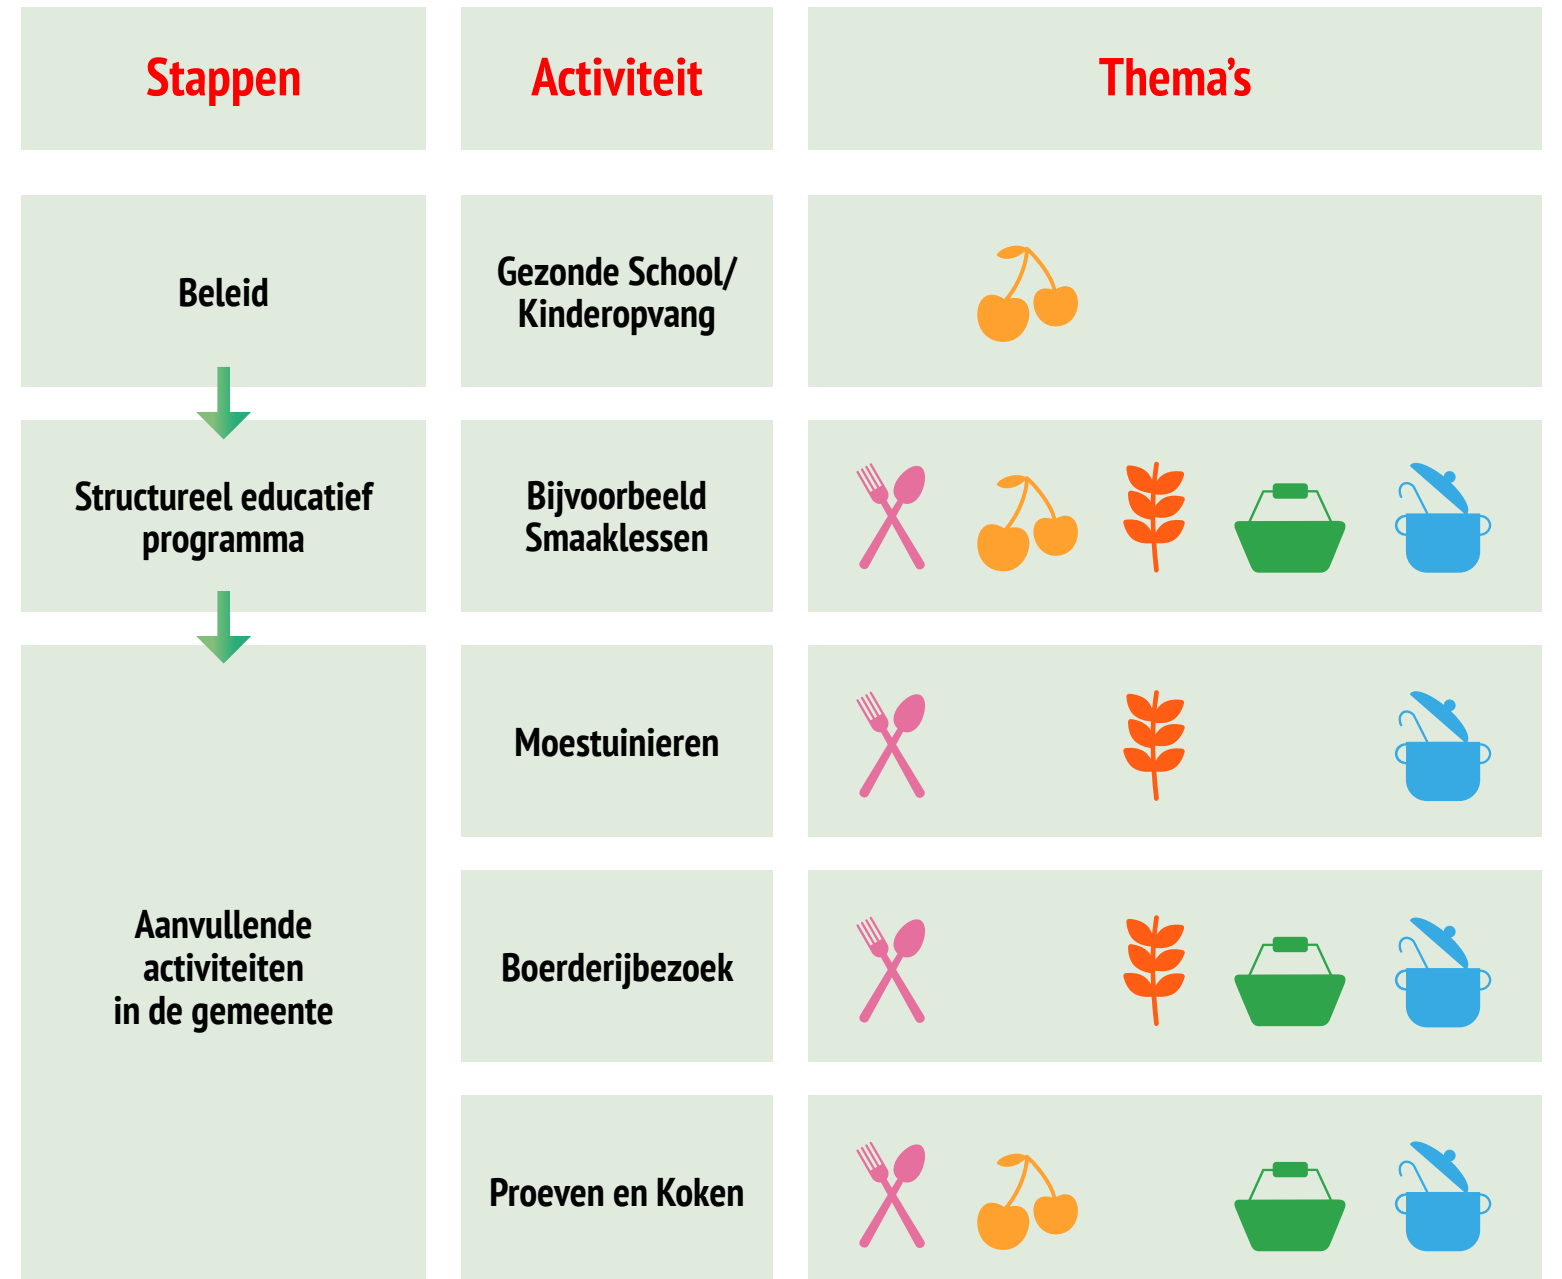 Stappen
Activiteit
Thema’s
Beleid
Gezonde School/
Kinderopvang
Structureel educatief
programma
Bijvoorbeeld
Smaaklessen
Aanvullende
activiteiten
in de gemeente
Moestuinieren
Boerderijbezoek
Proeven en Koken